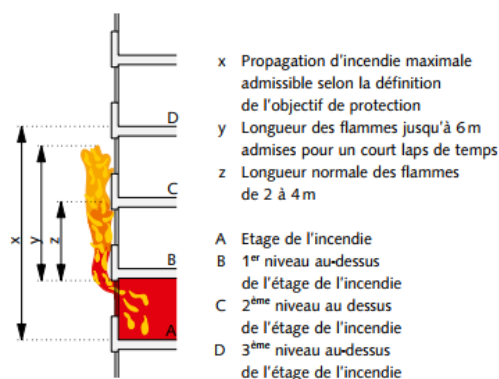 D
C
B
A
x
y
z
x Propagation d'incendie maximale
admissible selon la définition
de l'objectif de protection
y Longueur des flammes jusqu'à 6 m
admises pour un court laps de temps
z Longueur normale des flammes
de 2 à 4 m
A Etage de l'incendie
B 1er niveau au-dessus
de l'étage de l'incendie
C 2ème niveau au dessus
de l'étage de l'incendie
D 3ème niveau au-dessus
de l'étage de l'incendie